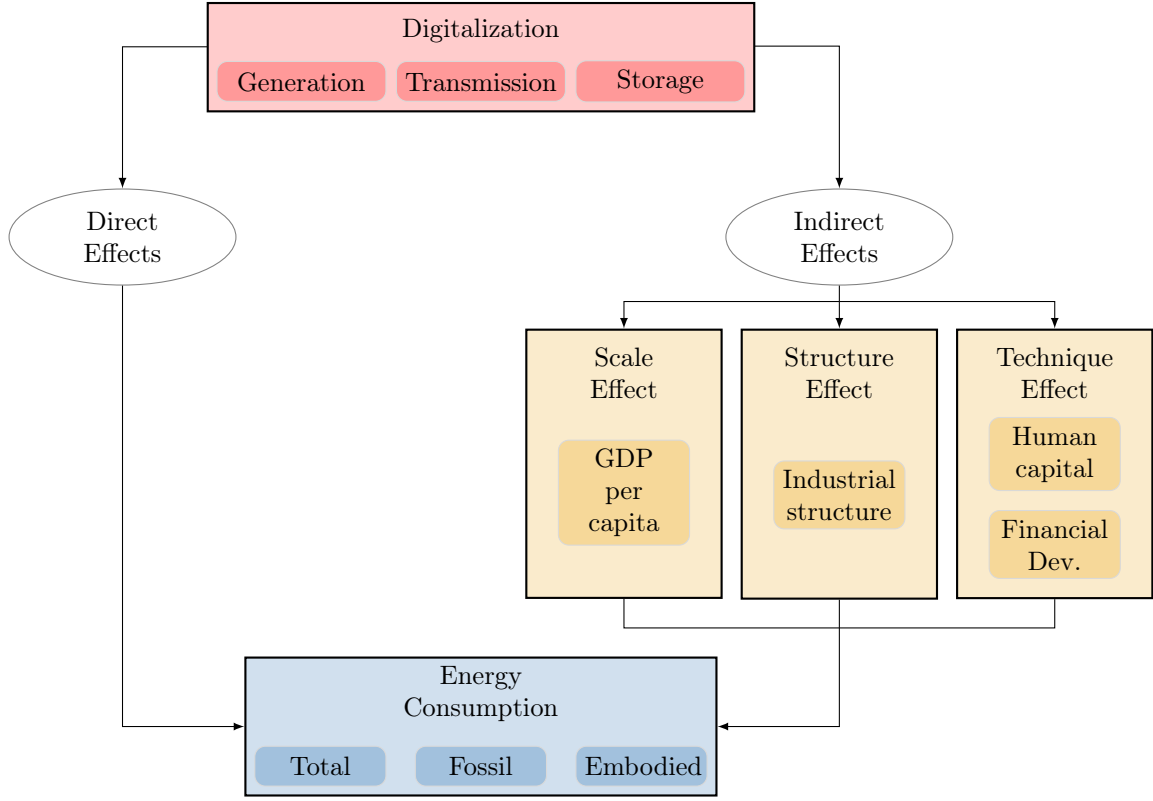 Digitalization
Generation
Transmission
Storage
Direct
Effects
Indirect
Effects
Scale
Effect
GDP
per
capita
Structure
Effect
Industrial
structure
Technique
Effect
Human
capital
Financial
Dev.
Energy
Consumption
Total
Fossil
Embodied